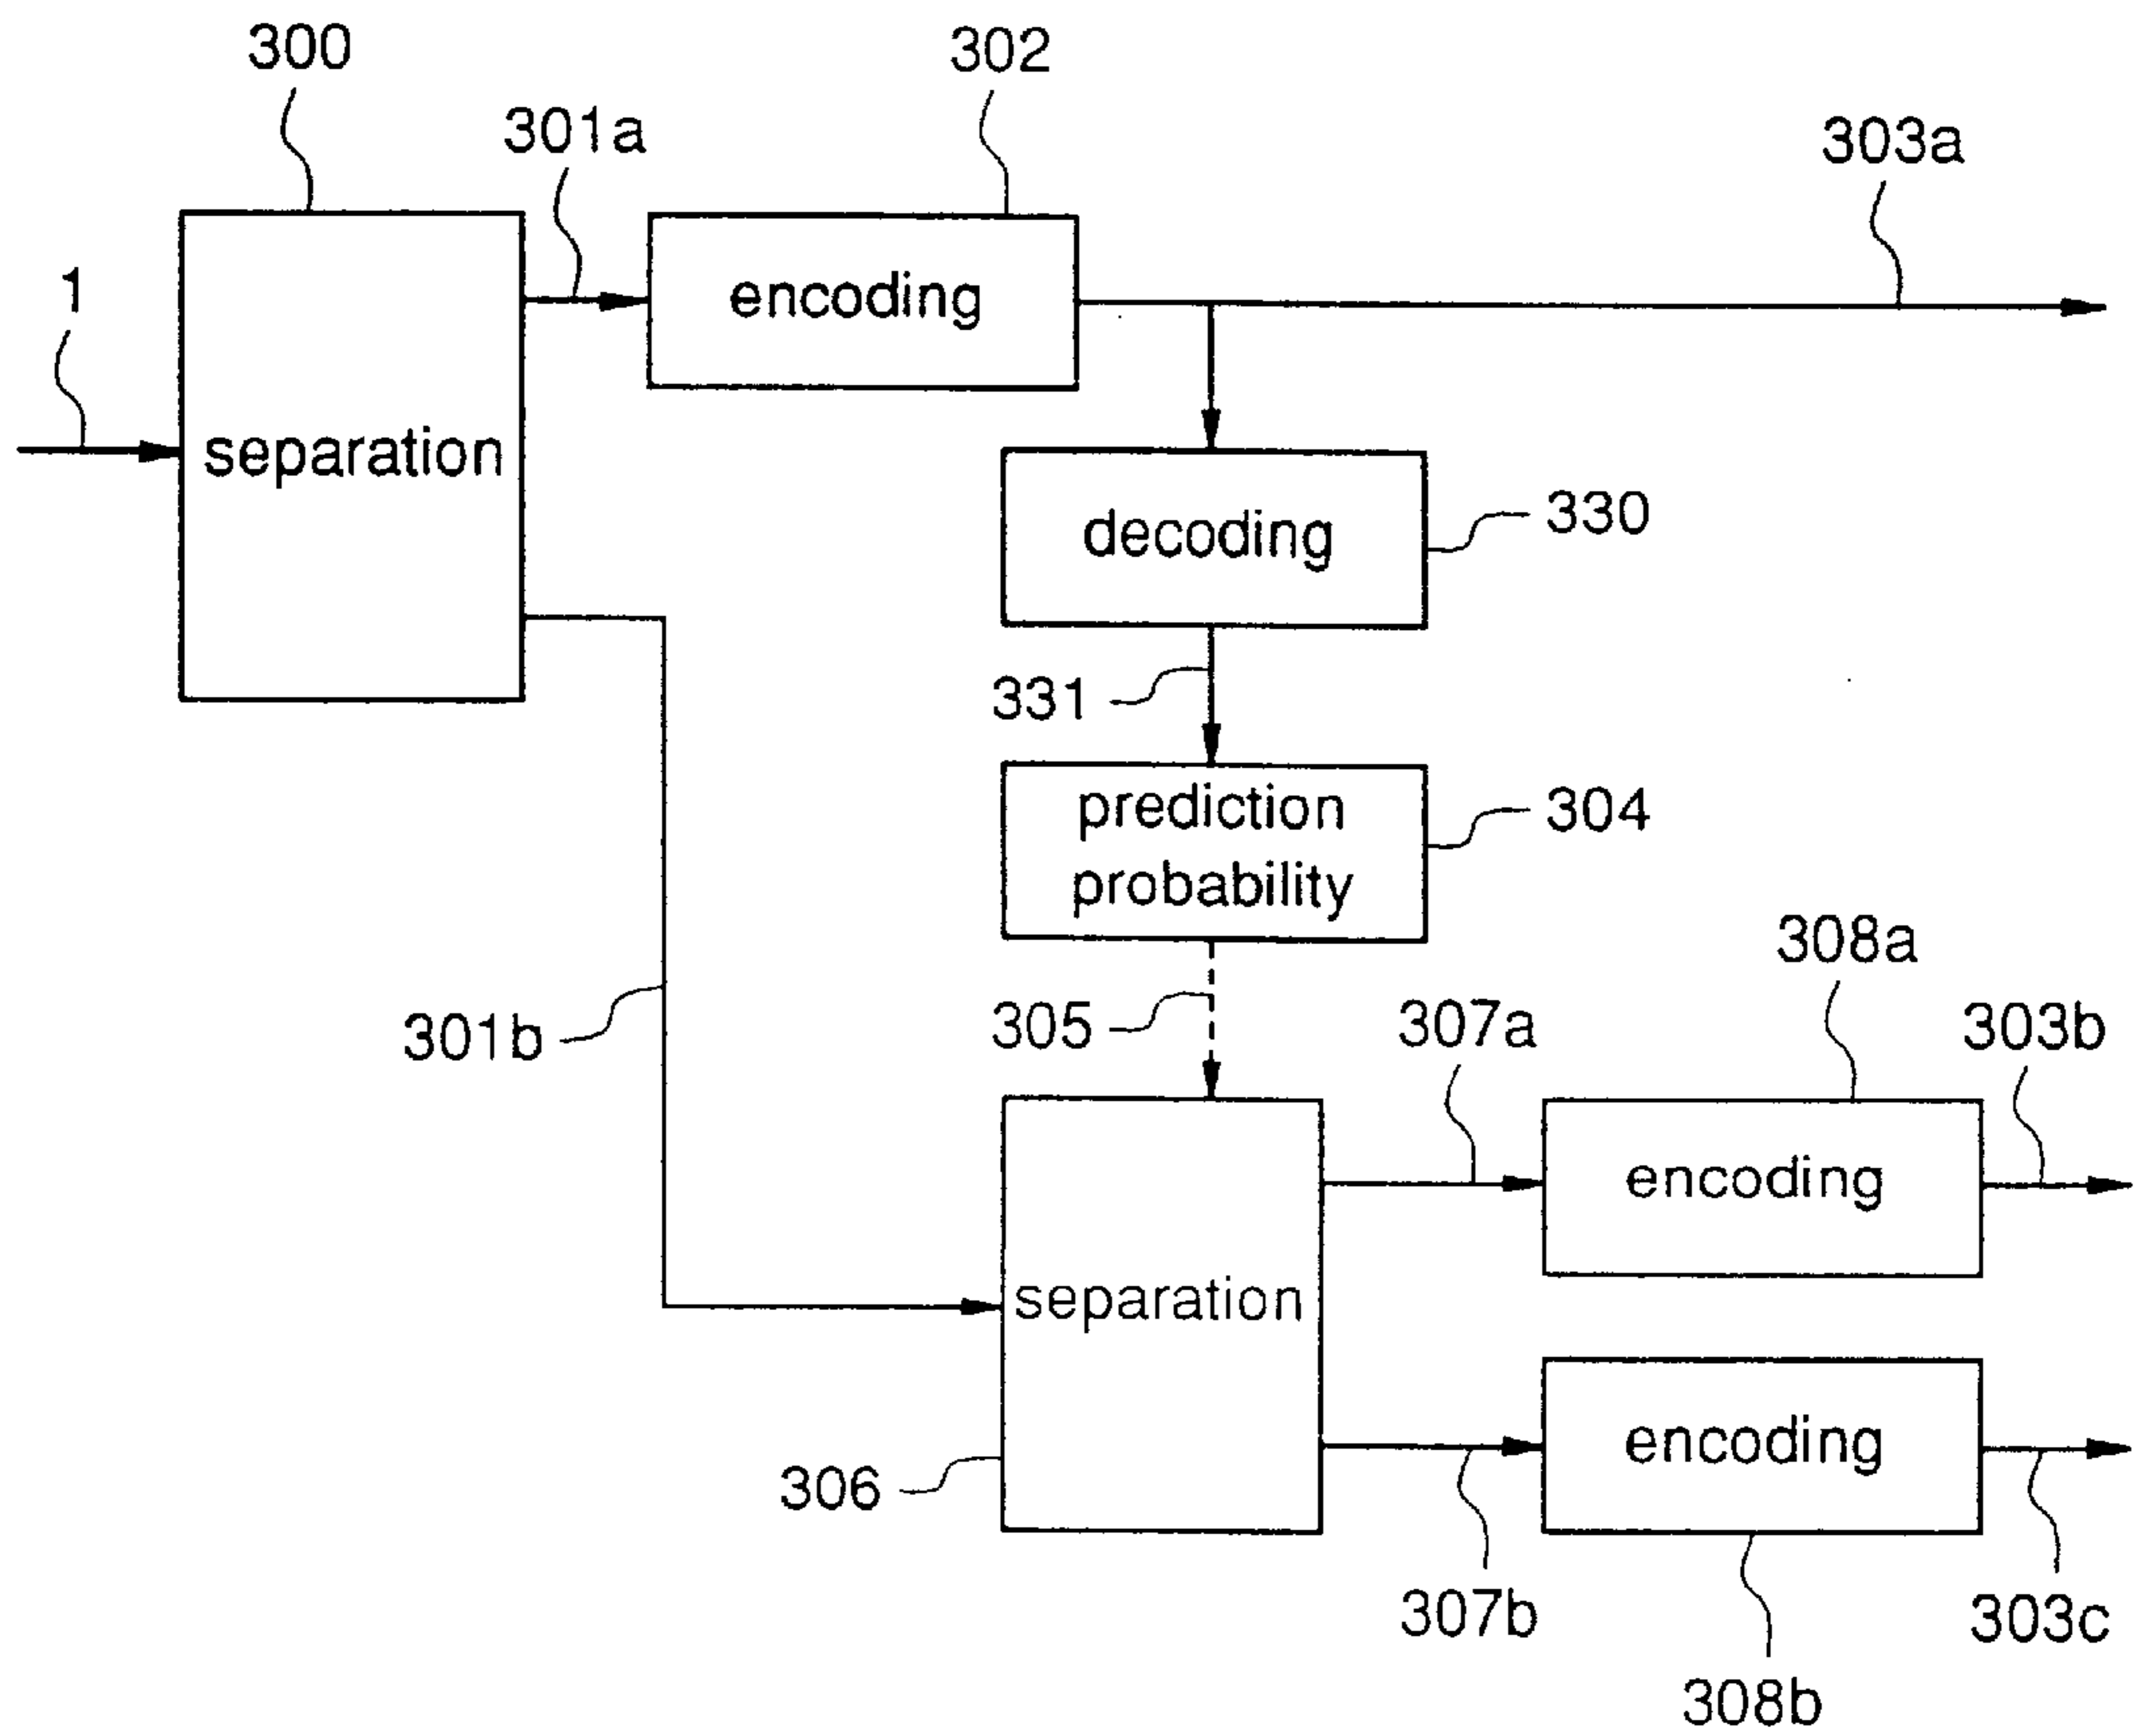 300
302
301a
303a
1
encoding
separation
decoding
330
331
prediction
probability
304
308a
305
307a
303b
301b
encoding
separation
encoding
306
307b
303c
308b